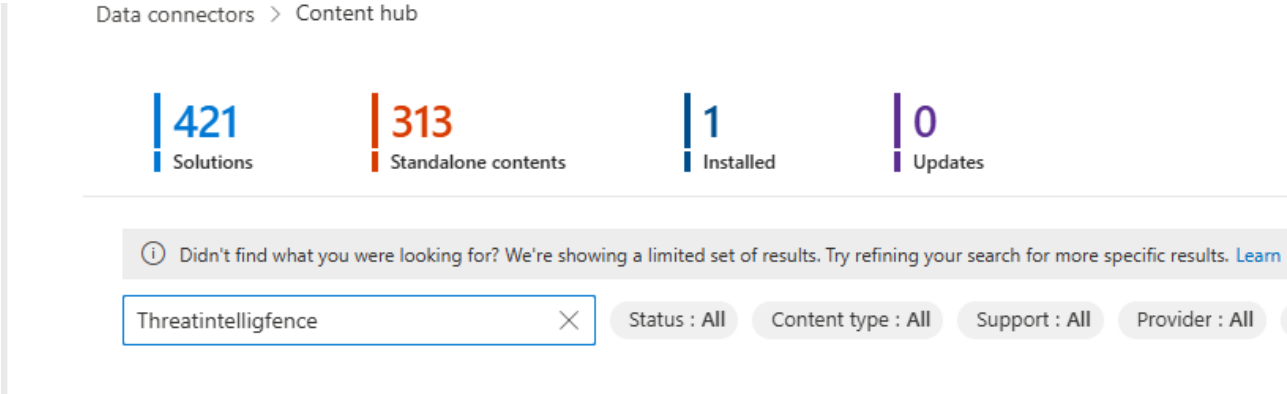 Data connectors > Content hub
421
Solutions
313
Standalone contents
1
Installed
0
Updates
Didn't find what you were looking for? We're showing a limited set of results. Try refining your search for more specific results. Learn
Threatintelligfence
Status : All
Content type : All
Support : All
Provider : All